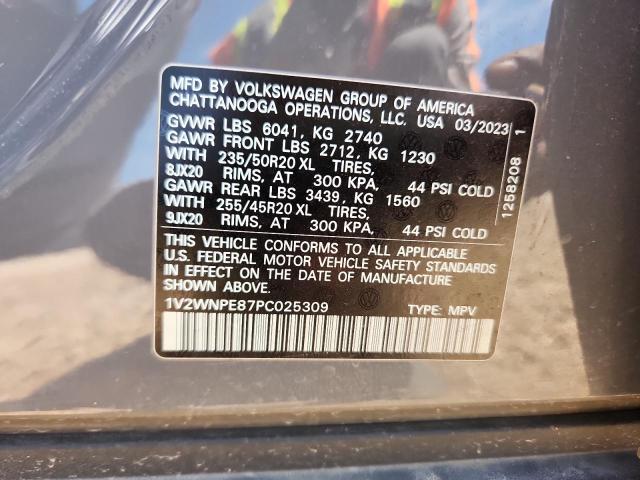 MFD BY VOLKSWAGEN GROUP OF AMERICA
CHATTANOOGA OPERATIONS, LLC. USA 03/2023 1
GVWR LBS 6041, KG 2740
GAWR FRONT LBS 2712, KG 1230
WITH 235/50R20 XL TIRES,
8JX20 RIMS, AT 300 KPA, 44 PSI COLD
GAWR REAR LBS 3439, KG 1560
WITH 255/45R20 XL TIRES,
9JX20 RIMS, AT 300 KPA, 44 PSI COLD
1258208
THIS VEHICLE CONFORMS TO ALL APPLICABLE
U.S. FEDERAL MOTOR VEHICLE SAFETY STANDARDS
IN EFFECT ON THE DATE OF MANUFACTURE
SHOWN ABOVE.
1V2WNPE87PC025309 TYPE: MPV